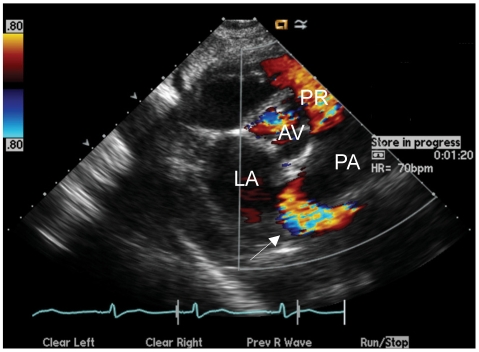 .80
.80
PR
AV
PA
LA
Store in progress
0:01:20
HR= 70bpm
Clear Left
Clear Right
Prev R Wave
Run/Stop